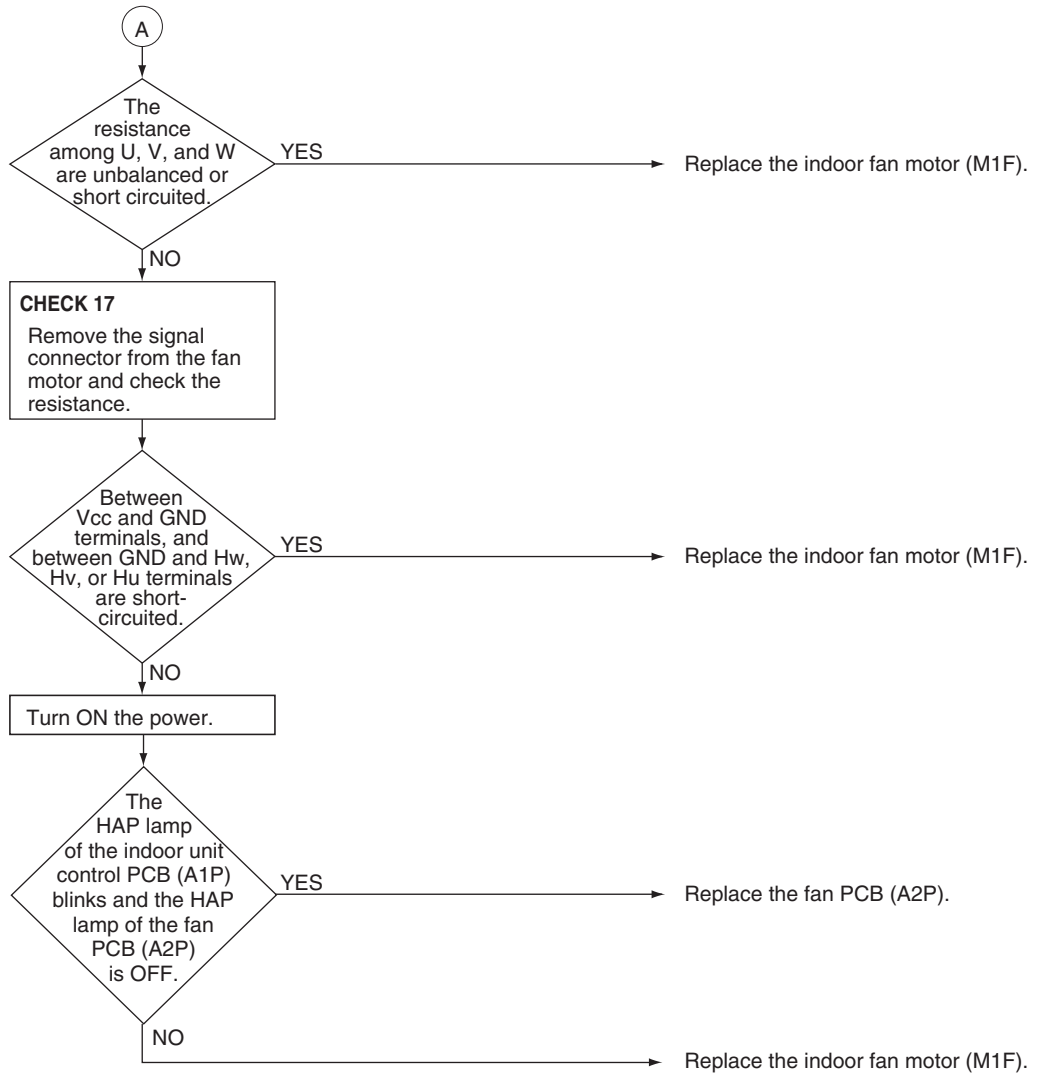 A
The
resistance
among U, V, and W
are unbalanced or
short circuited.
YES
Replace the indoor fan motor (M1F).
NO
CHECK 17
Remove the signal
connector from the fan
motor and check the
resistance.
Between
Vcc and GND
terminals, and
between GND and Hw,
Hv, or Hu terminals
are short-
circuited.
YES
Replace the indoor fan motor (M1F).
NO
Turn ON the power.
The
HAP lamp
of the indoor unit
control PCB (A1P)
blinks and the HAP
lamp of the fan
PCB (A2P)
is OFF.
YES
Replace the fan PCB (A2P).
NO
Replace the indoor fan motor (M1F).